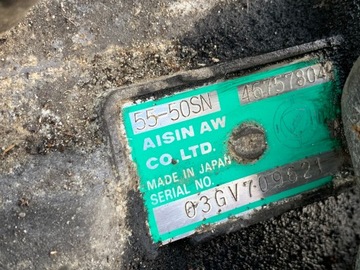 55-50SN 46757804
AISIN AW
CO., LTD.
MADE IN JAPAN
SERIAL NO.
03GV709621